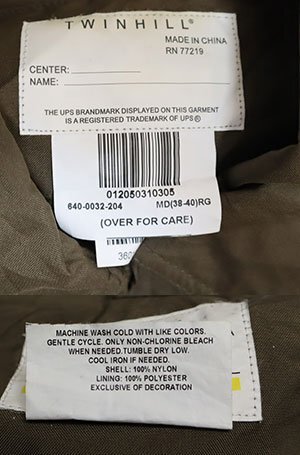 TWINHILL®
MADE IN CHINA
RN 77219
CENTER:
NAME:
THE UPS BRANDMARK DISPLAYED ON THIS GARMENT
IS A REGISTERED TRADEMARK OF UPS®
012050310305
640-0032-204 MD(38-40)RG
(OVER FOR CARE)
MACHINE WASH COLD WITH LIKE COLORS.
GENTLE CYCLE. ONLY NON-CHLORINE BLEACH
WHEN NEEDED.TUMBLE DRY LOW.
COOL IRON IF NEEDED.
SHELL: 100% NYLON
LINING: 100% POLYESTER
EXCLUSIVE OF DECORATION